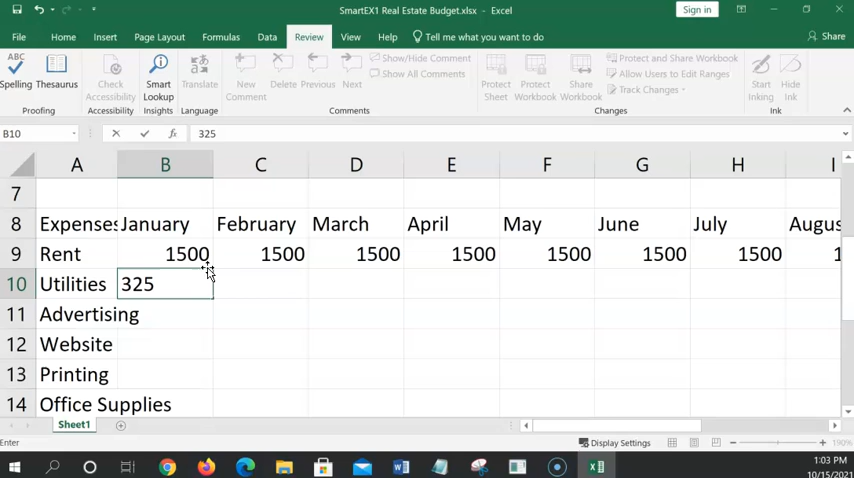 SmartEX1 Real Estate Budget.xlsx - Excel
Sign in
File Home Insert Page Layout Formulas Data Review View Help Tell me what you want to do Share
ABC
Spelling Thesaurus
Check Accessibility
Smart Lookup
Translate
New Comment
Delete Previous Next
Show/Hide Comment
Show All Comments
Protect Sheet
Protect Workbook
Share Workbook
Protect and Share Workbook
Allow Users to Edit Ranges
Track Changes
Start Inking
Hide Ink
Proofing Accessibility Insights Language Comments Changes Ink
B10 fx 325
A B C D E F G H I
7
8 Expenses January February March April May June July Augus
9 Rent 1500 1500 1500 1500 1500 1500 1500 1
10 Utilities 325
11 Advertising
12 Website
13 Printing
14 Office Supplies
Sheet1
Enter Display Settings 190%
1:03 PM
10/15/2021